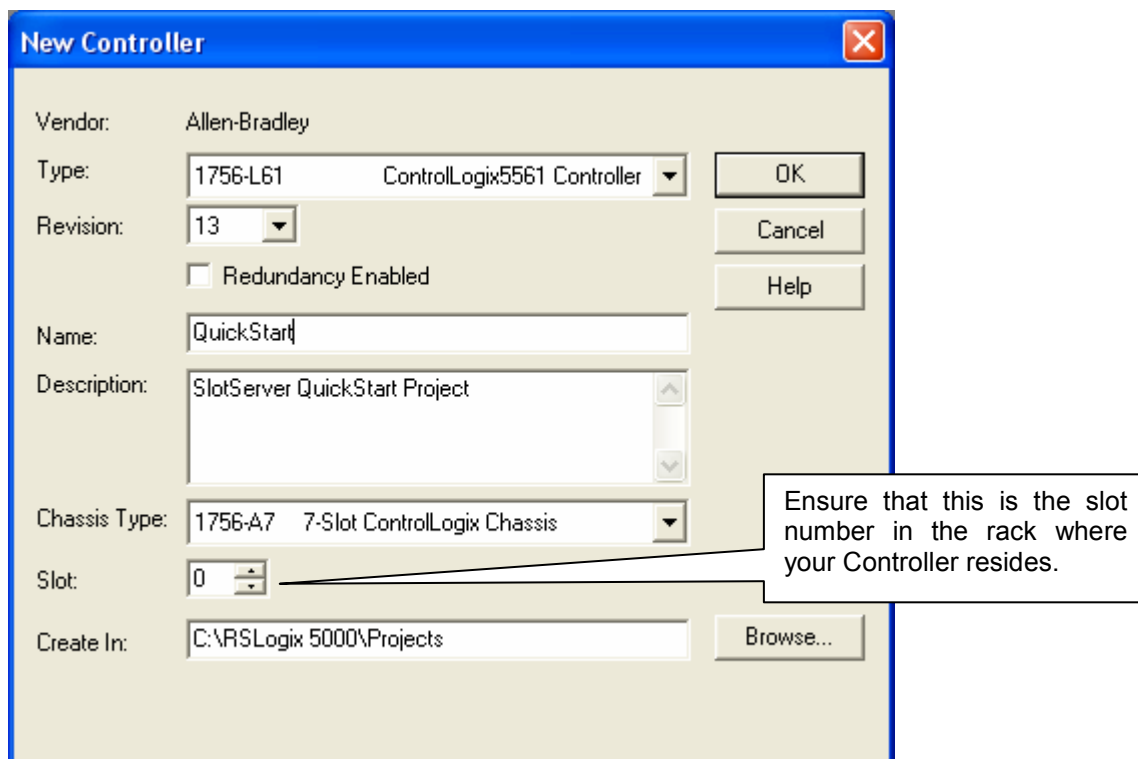 New Controller
Vendor: Allen-Bradley
Type: 1756-L61 ControlLogix5561 Controller
OK
Revision: 13
Cancel
Redundancy Enabled
Help
Name: QuickStart
Description: SlotServer QuickStart Project
Chassis Type: 1756-A7 7-Slot ControlLogix Chassis
Ensure that this is the slot
number in the rack where
your Controller resides.
Slot: 0
Create In: C:\RSLogix 5000\Projects
Browse...